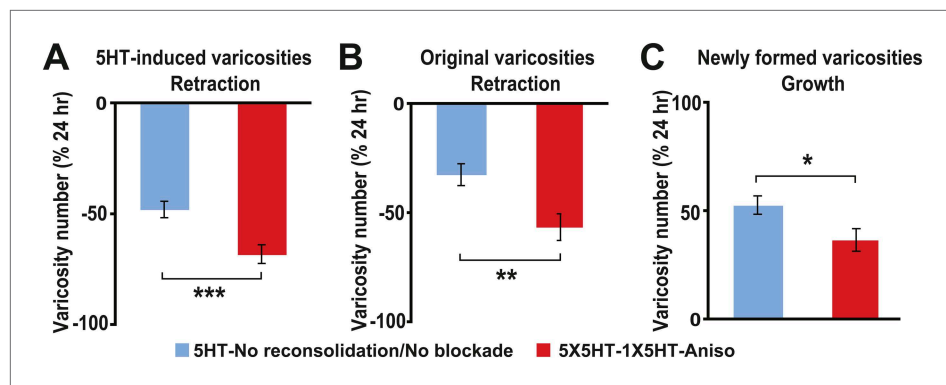 A 5HT-induced varicosities
Retraction
Varicosity number (% 24 hr)
0
-50
-100
***
B Original varicosities
Retraction
Varicosity number (% 24 hr)
0
-50
-100
**
C Newly formed varicosities
Growth
Varicosity number (% 24 hr)
100
50
0
*
5HT-No reconsolidation/No blockade 5X5HT-1X5HT-Aniso